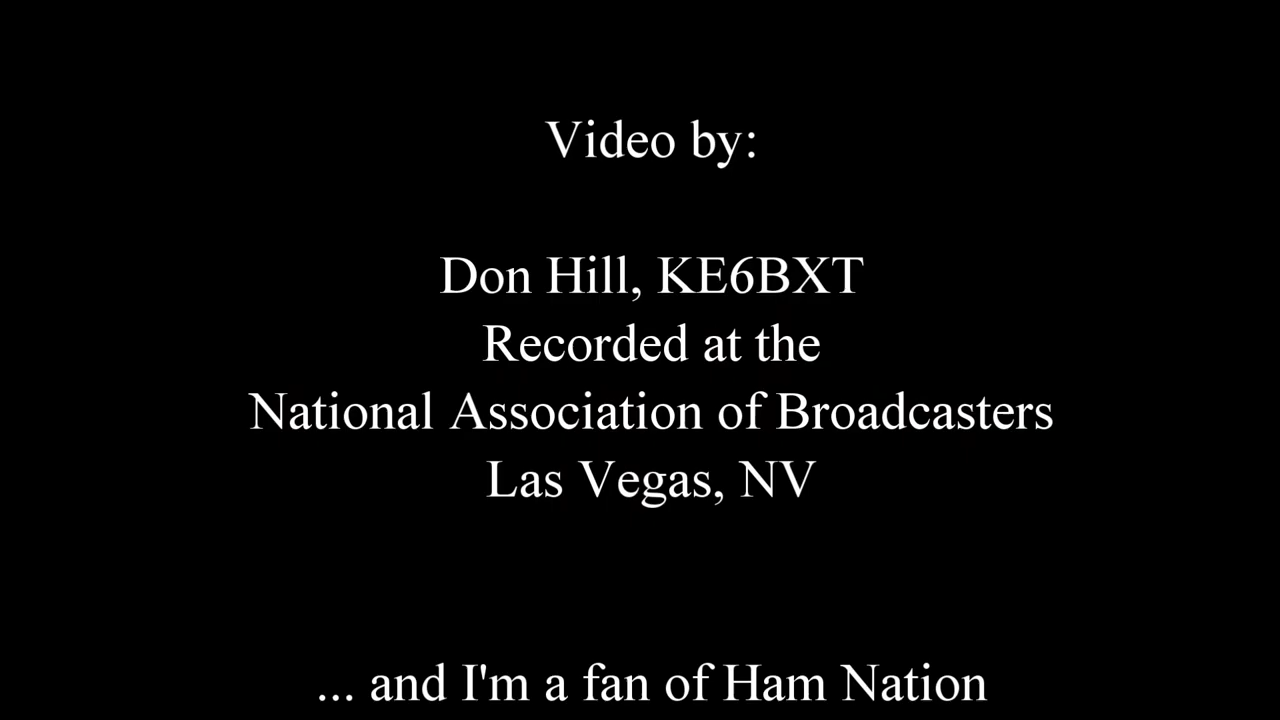 Video by:
Don Hill, KE6BXT
Recorded at the
National Association of Broadcasters
Las Vegas, NV
... and I'm a fan of Ham Nation